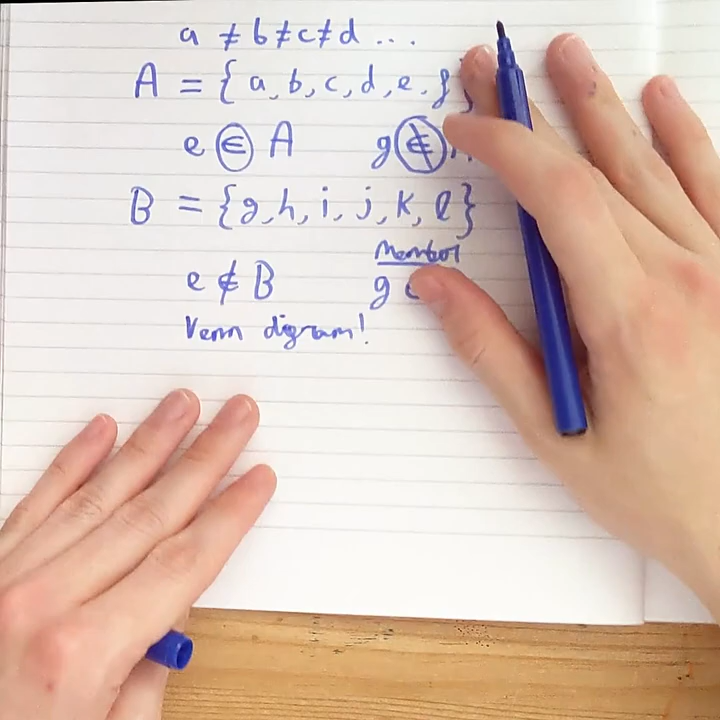 a ≠ b ≠ c ≠ d ...
A = { a, b, c, d, e, f }
e ∈ A g ∉
B = {g, h, i, j, k, l}
Member
e ∉ B g
Venn digram!